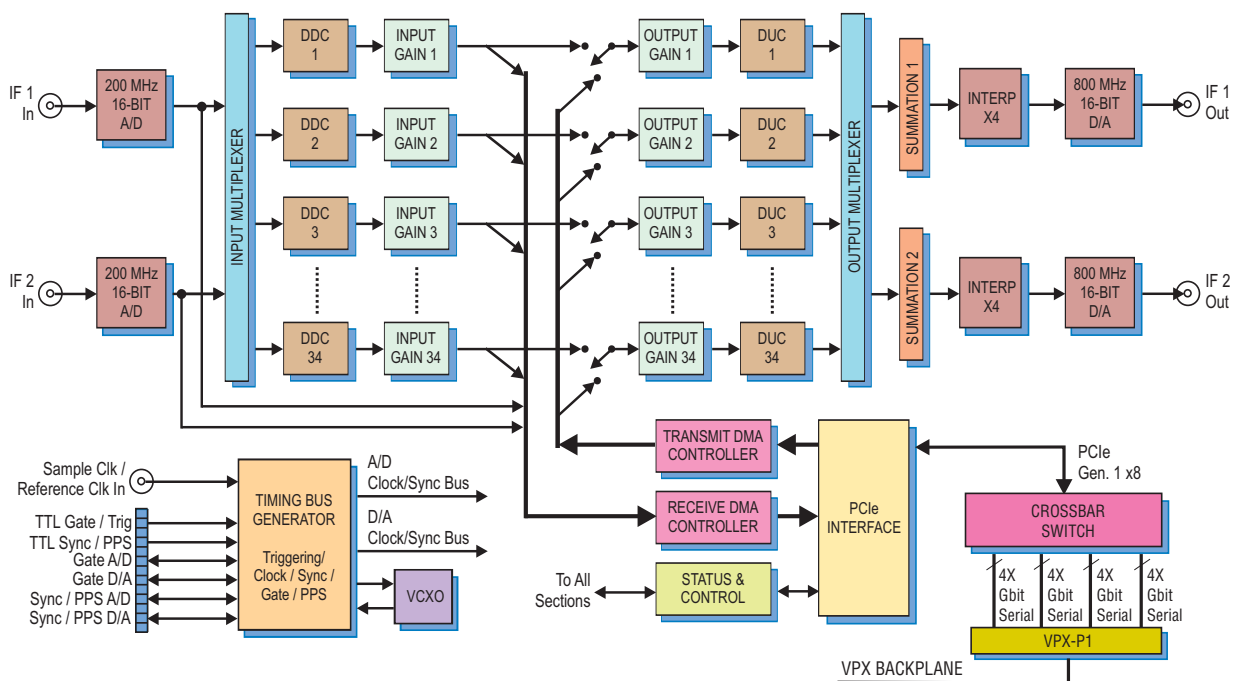 IF 1
In
200 MHz
16-BIT
A/D
IF 2
In
200 MHz
16-BIT
A/D
INPUT MULTIPLEXER
DDC
1
INPUT
GAIN 1
DDC
2
INPUT
GAIN 2
DDC
3
INPUT
GAIN 3
DDC
34
INPUT
GAIN 34
OUTPUT
GAIN 1
DUC
1
OUTPUT
GAIN 2
DUC
2
OUTPUT
GAIN 3
DUC
3
OUTPUT
GAIN 34
DUC
34
OUTPUT MULTIPLEXER
SUMMATION 1
INTERP
X4
800 MHz
16-BIT
D/A
IF 1
Out
SUMMATION 2
INTERP
X4
800 MHz
16-BIT
D/A
IF 2
Out
Sample Clk /
Reference Clk In
TTL Gate / Trig
TTL Sync / PPS
Gate A/D
Gate D/A
Sync / PPS A/D
Sync / PPS D/A
TIMING BUS
GENERATOR
Triggering/
Clock / Sync /
Gate / PPS
A/D
Clock/Sync Bus
D/A
Clock/Sync Bus
VCXO
TRANSMIT DMA
CONTROLLER
RECEIVE DMA
CONTROLLER
To All
Sections
STATUS &
CONTROL
PCIe
INTERFACE
PCIe
Gen. 1 x8
CROSSBAR
SWITCH
4X
Gbit
Serial
4X
Gbit
Serial
4X
Gbit
Serial
4X
Gbit
Serial
VPX-P1
VPX BACKPLANE